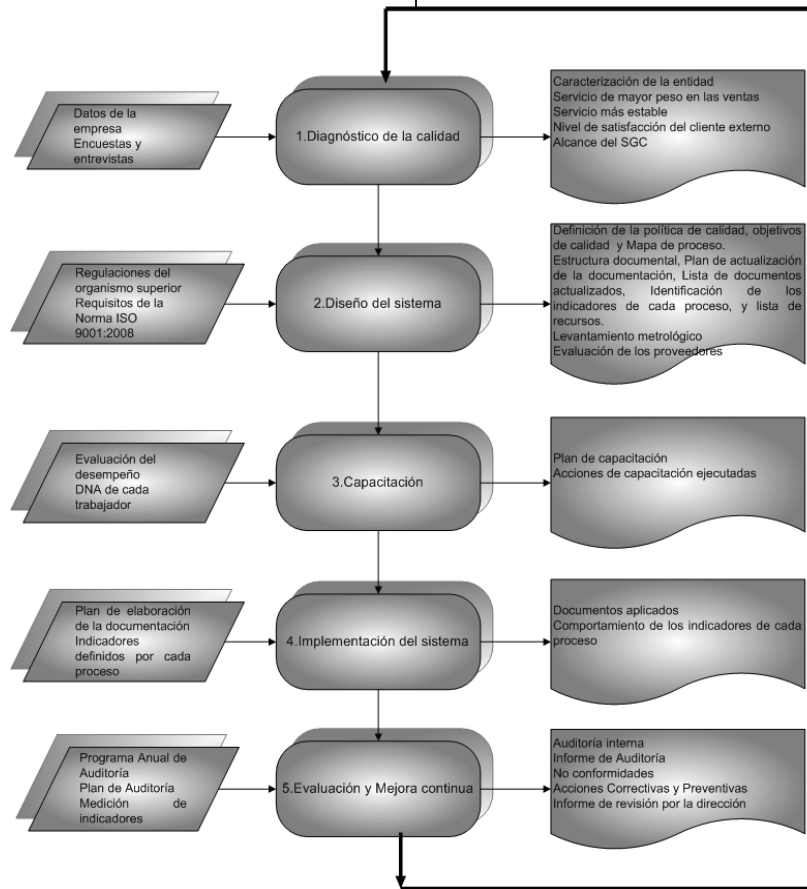 Datos de la
empresa
Encuestas y
entrevistas
1.Diagnóstico de la calidad
Caracterización de la entidad
Servicio de mayor peso en las ventas
Servicio más estable
Nivel de satisfacción del cliente externo
Alcance del SGC
Regulaciones del
organismo superior
Requisitos de la
Norma ISO
9001:2008
2.Diseño del sistema
Definición de la política de calidad, objetivos
de calidad y Mapa de proceso.
Estructura documental, Plan de actualización
de la documentación, Lista de documentos
actualizados, Identificación de los
indicadores de cada proceso, y lista de
recursos.
Levantamiento metrológico
Evaluación de los proveedores
Evaluación del
desempeño
DNA de cada
trabajador
3.Capacitación
Plan de capacitación
Acciones de capacitación ejecutadas
Plan de elaboración
de la documentación
Indicadores
definidos por cada
proceso
4.Implementación del sistema
Documentos aplicados
Comportamiento de los indicadores de cada
proceso
Programa Anual de
Auditoría
Plan de Auditoría
Medición de
indicadores
5.Evaluación y Mejora continua
Auditoría interna
Informe de Auditoría
No conformidades
Acciones Correctivas y Preventivas
Informe de revisión por la dirección